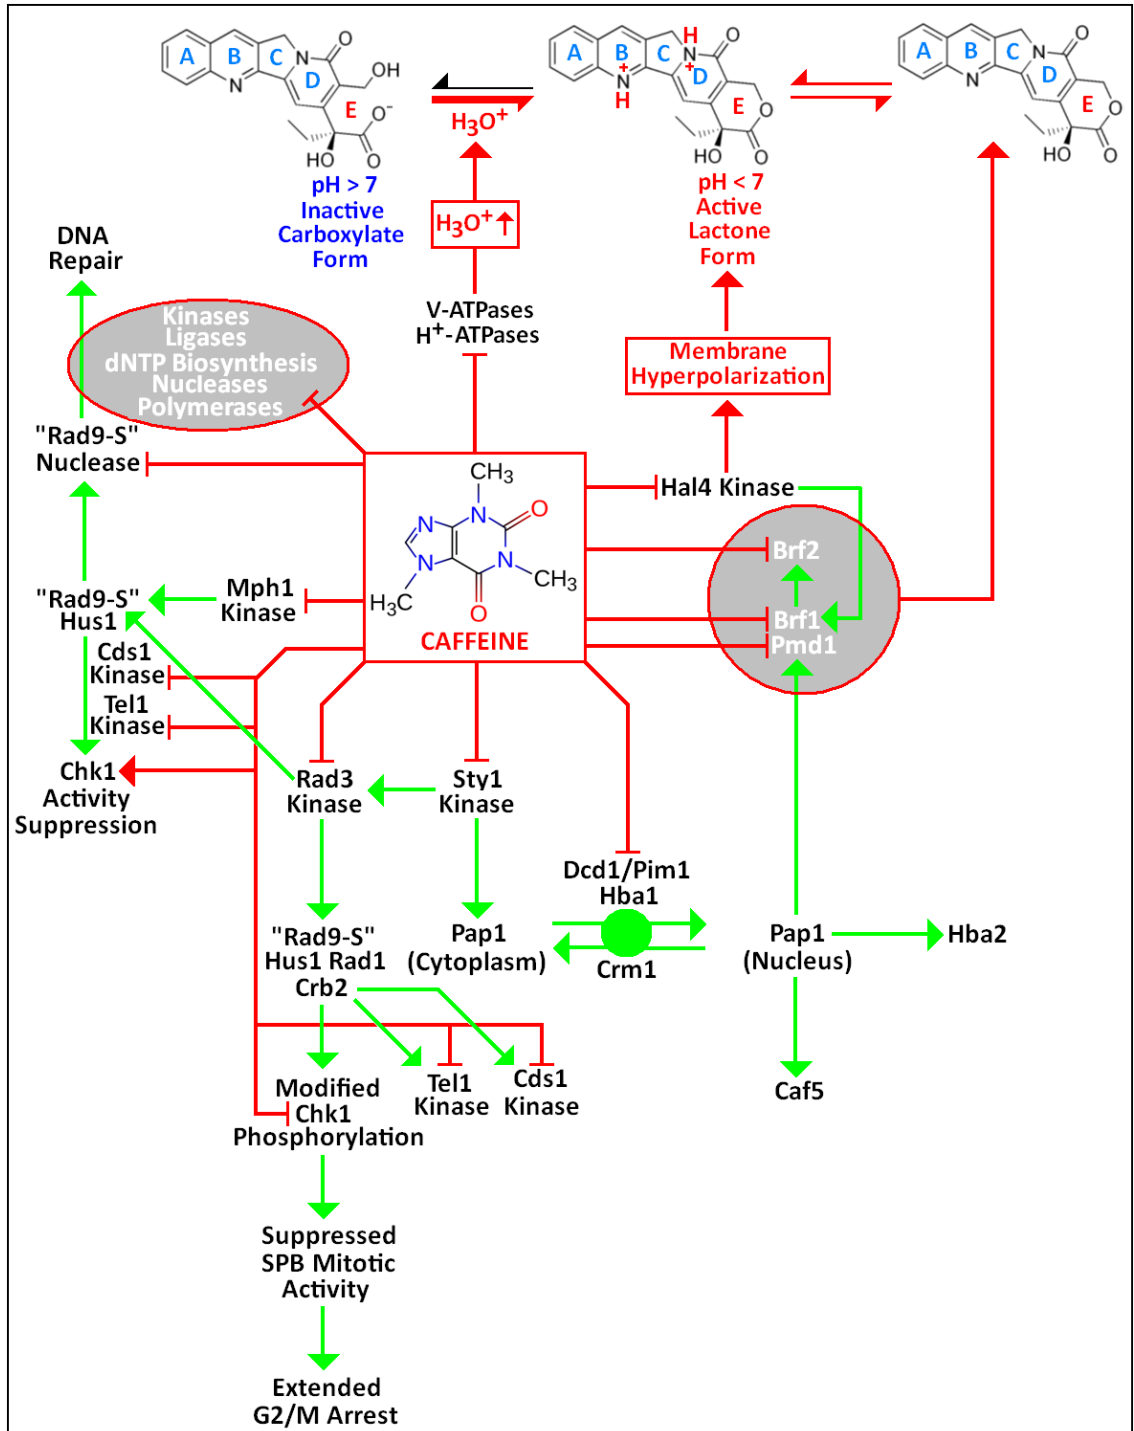 A B C D E
N
N
O
OH
O⁻
O
HO
H₃O⁺
A B C D E
H
N
+
+
N
H
O
O
O
HO
A B C D E
N
N
O
O
O
HO
pH > 7
Inactive
Carboxylate
Form
H₃O⁺
pH < 7
Active
Lactone
Form
DNA
Repair
V-ATPases
H⁺-ATPases
Kinases
Ligases
dNTP Biosynthesis
Nucleases
Polymerases
Membrane
Hyperpolarization
"Rad9-S"
Nuclease
CH₃
N
N
O
N
N
CH₃
H₃C
O
CAFFEINE
Hal4 Kinase
Brf2
Brf1
Pmd1
"Rad9-S"
Hus1
Mph1
Kinase
Cds1
Kinase
Tel1
Kinase
Chk1
Activity
Suppression
Rad3
Kinase
Sty1
Kinase
Dcd1/Pim1
Hba1
Crm1
"Rad9-S"
Hus1 Rad1
Crb2
Pap1
(Cytoplasm)
Pap1
(Nucleus)
Hba2
Caf5
Modified
Chk1
Phosphorylation
Tel1
Kinase
Cds1
Kinase
Suppressed
SPB Mitotic
Activity
Extended
G2/M Arrest